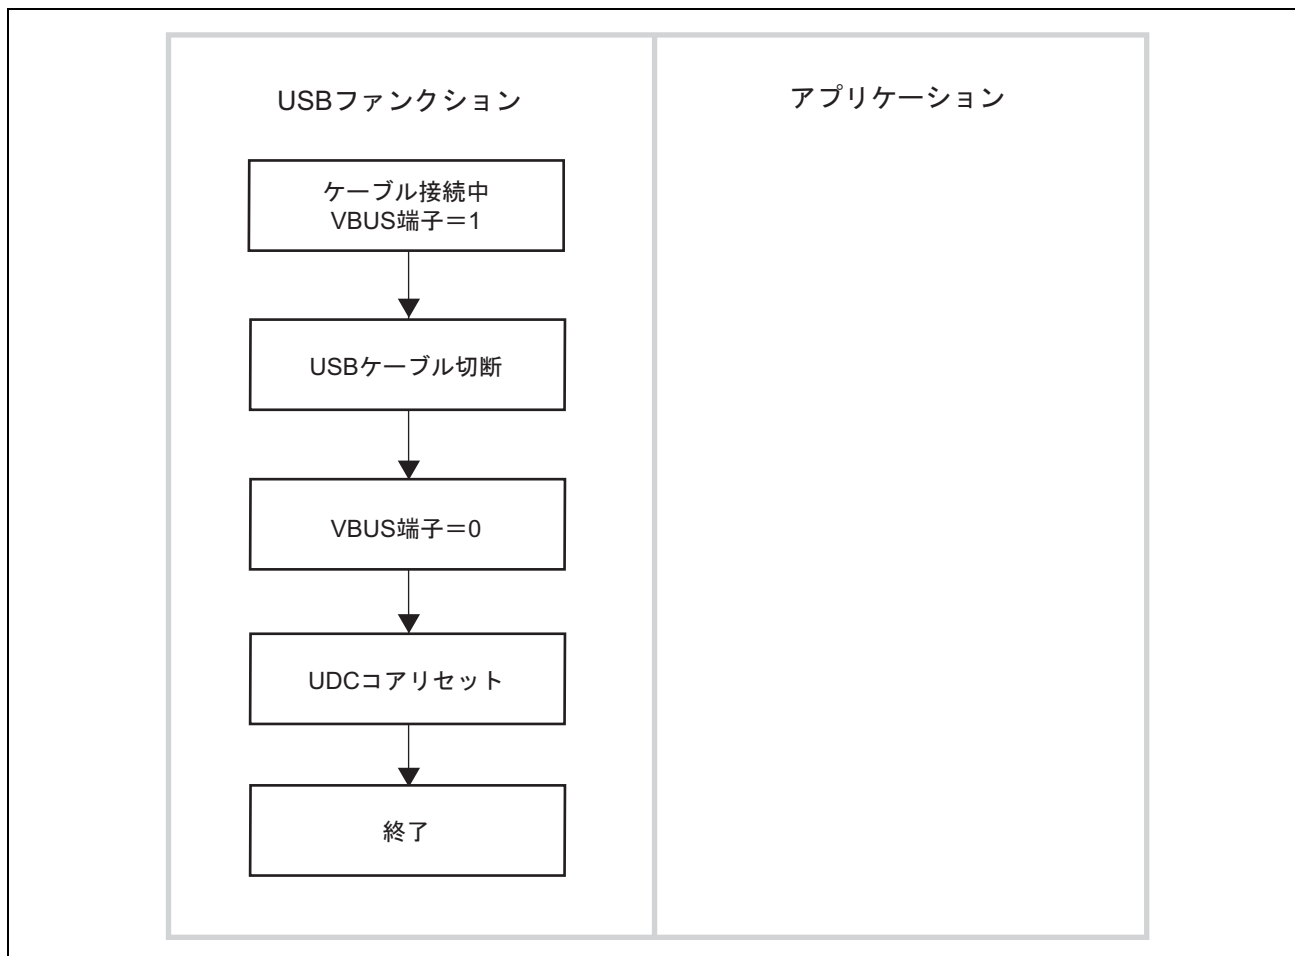 USBファンクション
アプリケーション
ケーブル接続中
VBUS端子＝1
USBケーブル切断
VBUS端子＝0
UDCコアリセット
終了